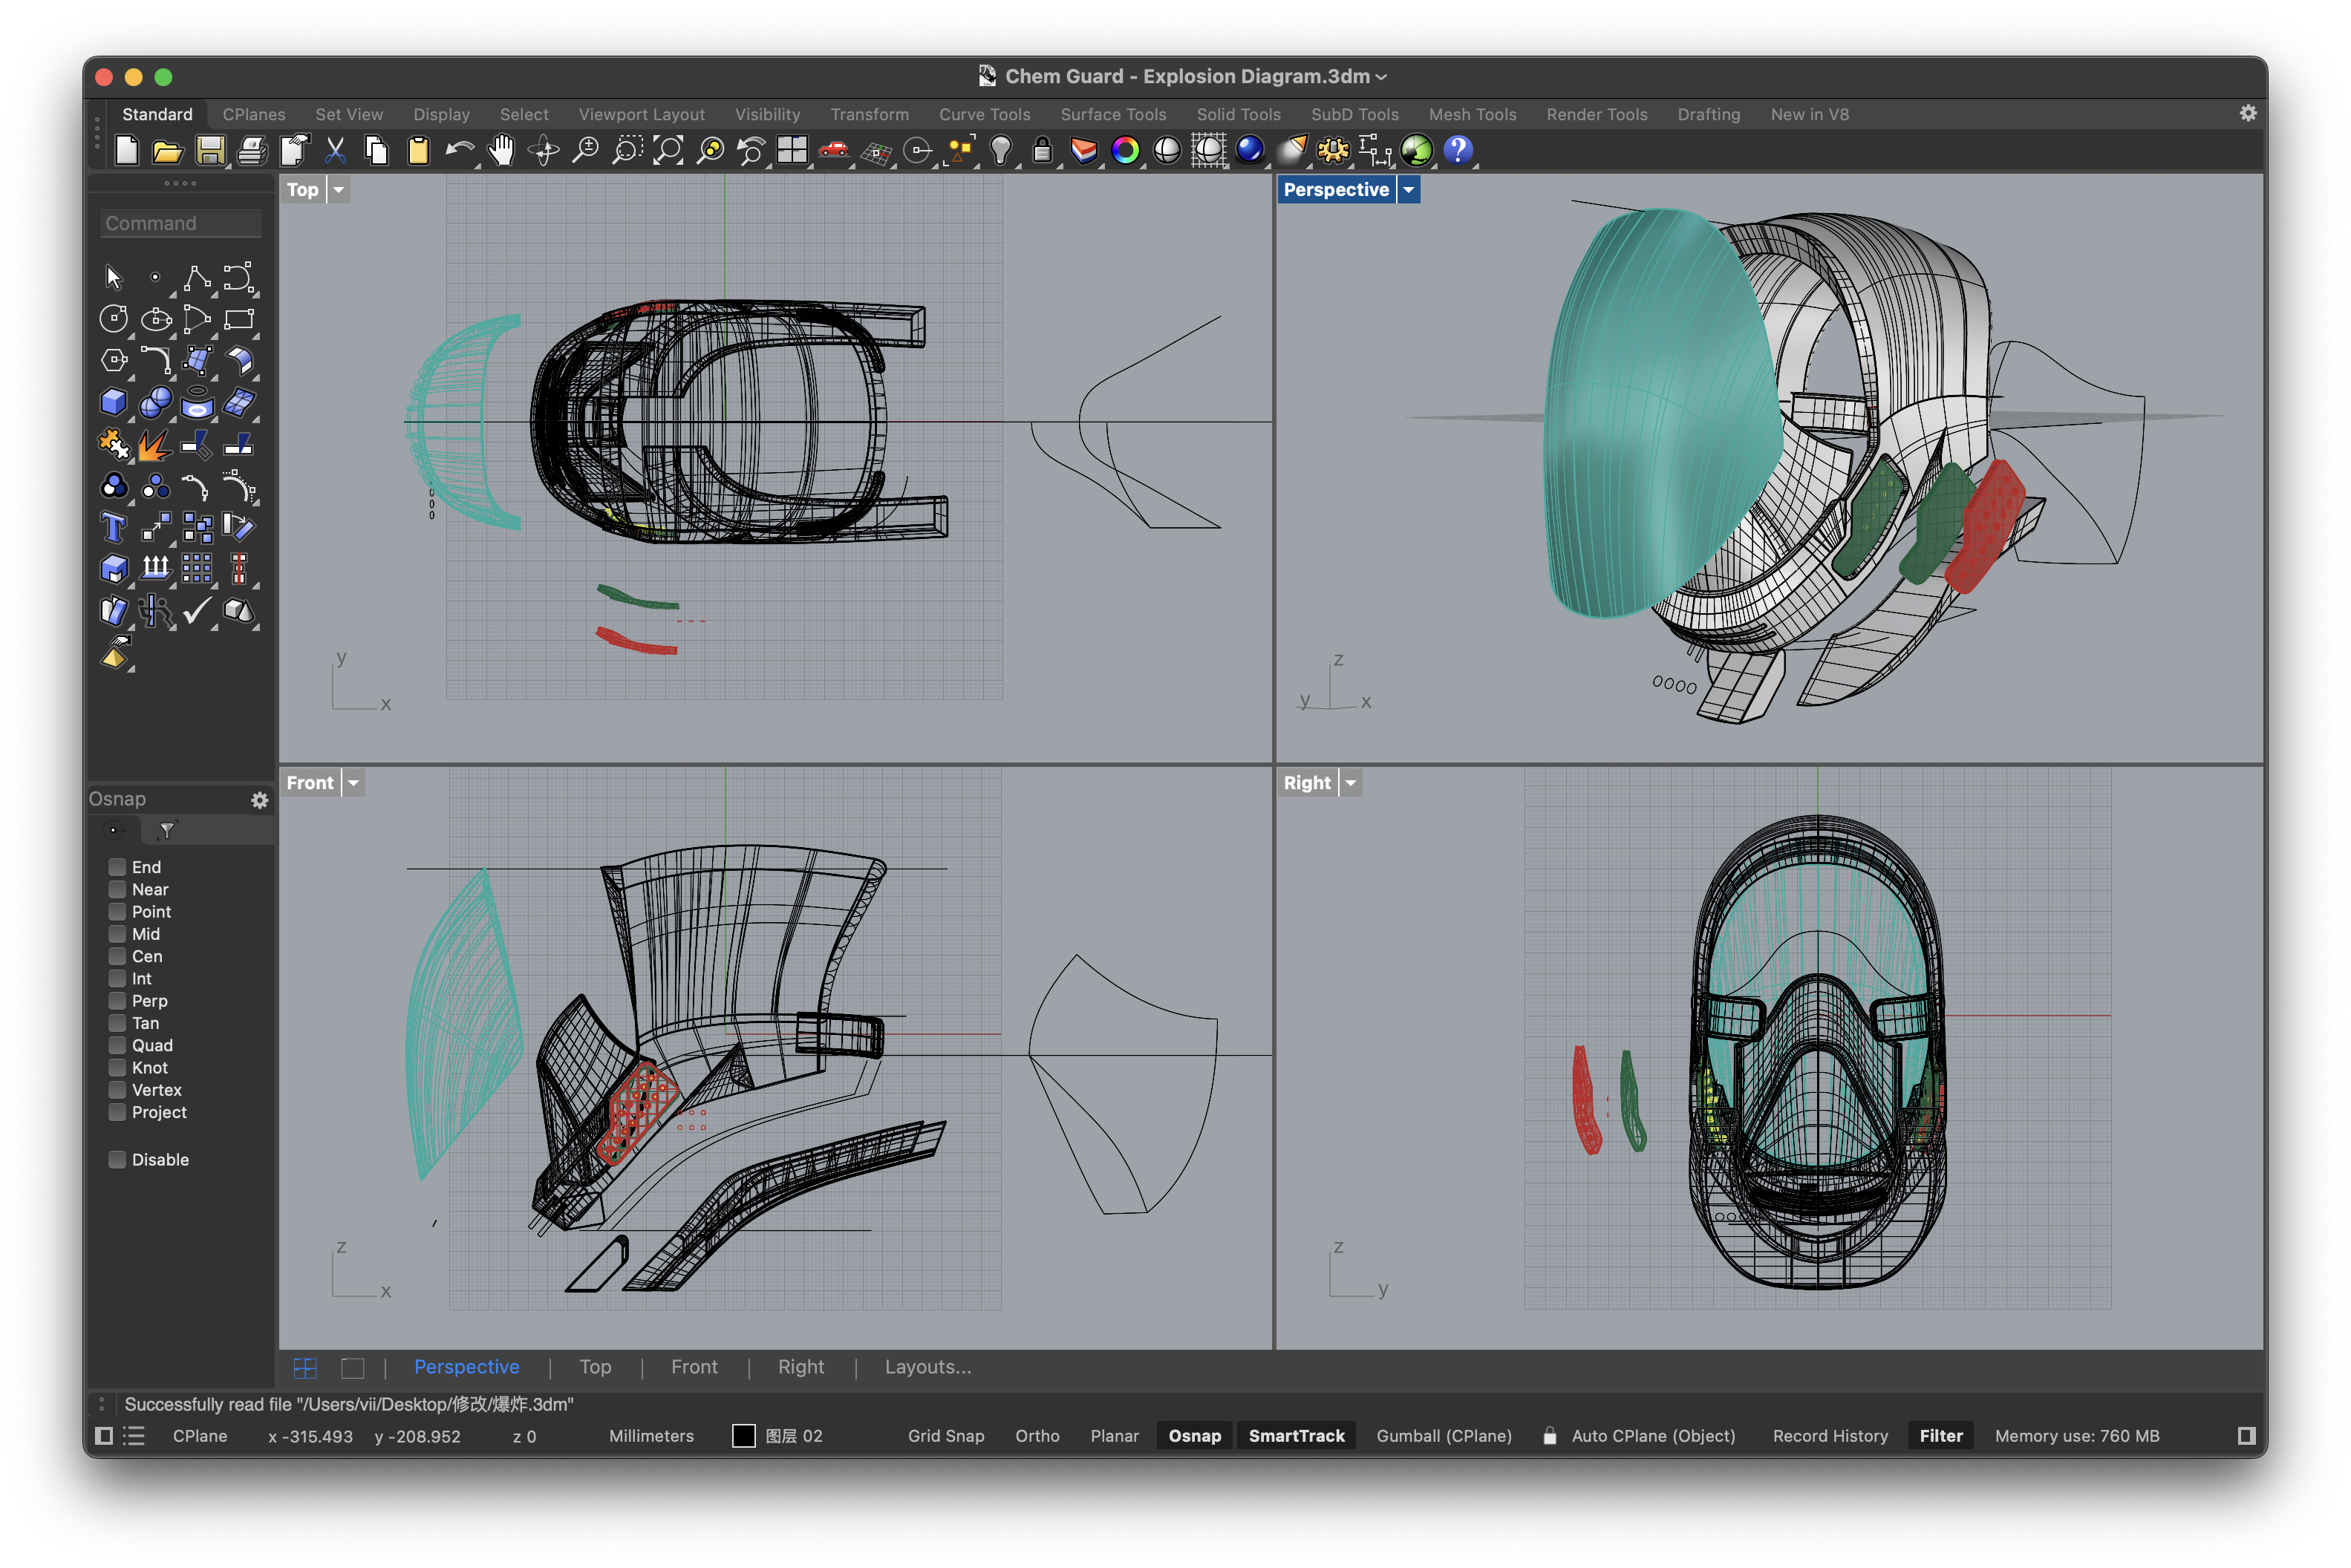 Chem Guard - Explosion Diagram.3dm
Standard CPlanes Set View Display Select Viewport Layout Visibility Transform Curve Tools Surface Tools Solid Tools SubD Tools Mesh Tools Render Tools Drafting New in V8
Command
Top
y
x
Perspective
z
y
x
Front
z
x
Right
z
y
Osnap
End
Near
Point
Mid
Cen
Int
Perp
Tan
Quad
Knot
Vertex
Project
Disable
Perspective | Top | Front | Right | Layouts...
Successfully read file "/Users/vii/Desktop/修改/爆炸.3dm"
CPlane x -315.493 y -208.952 z 0 Millimeters 图层 02 Grid Snap Ortho Planar Osnap SmartTrack Gumball (CPlane) Auto CPlane (Object) Record History Filter Memory use: 760 MB